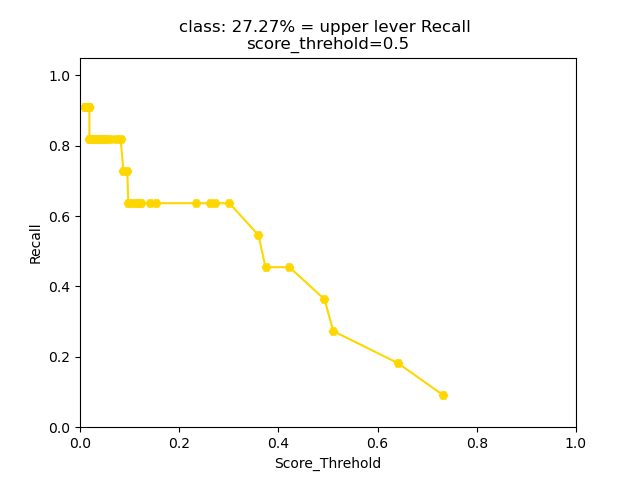 class: 27.27% = upper lever Recall
score_threhold=0.5
1.0
0.8
0.6
0.4
0.2
0.0
Recall
0.0 0.2 0.4 0.6 0.8 1.0
Score_Threhold